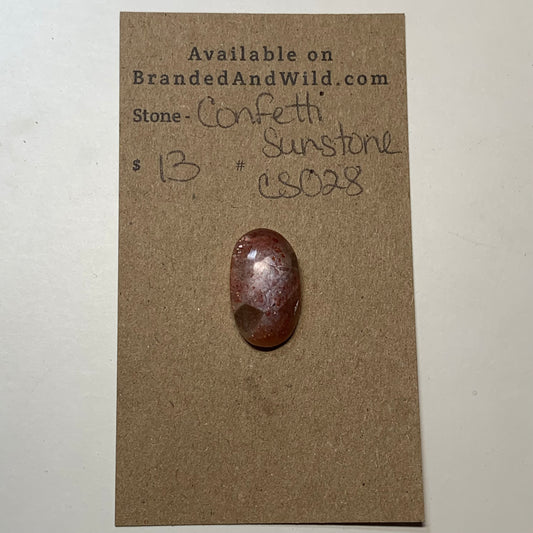 Available on
BrandedAndWild.com
Stone - Confetti
Sunstone
$ 13 # CS028